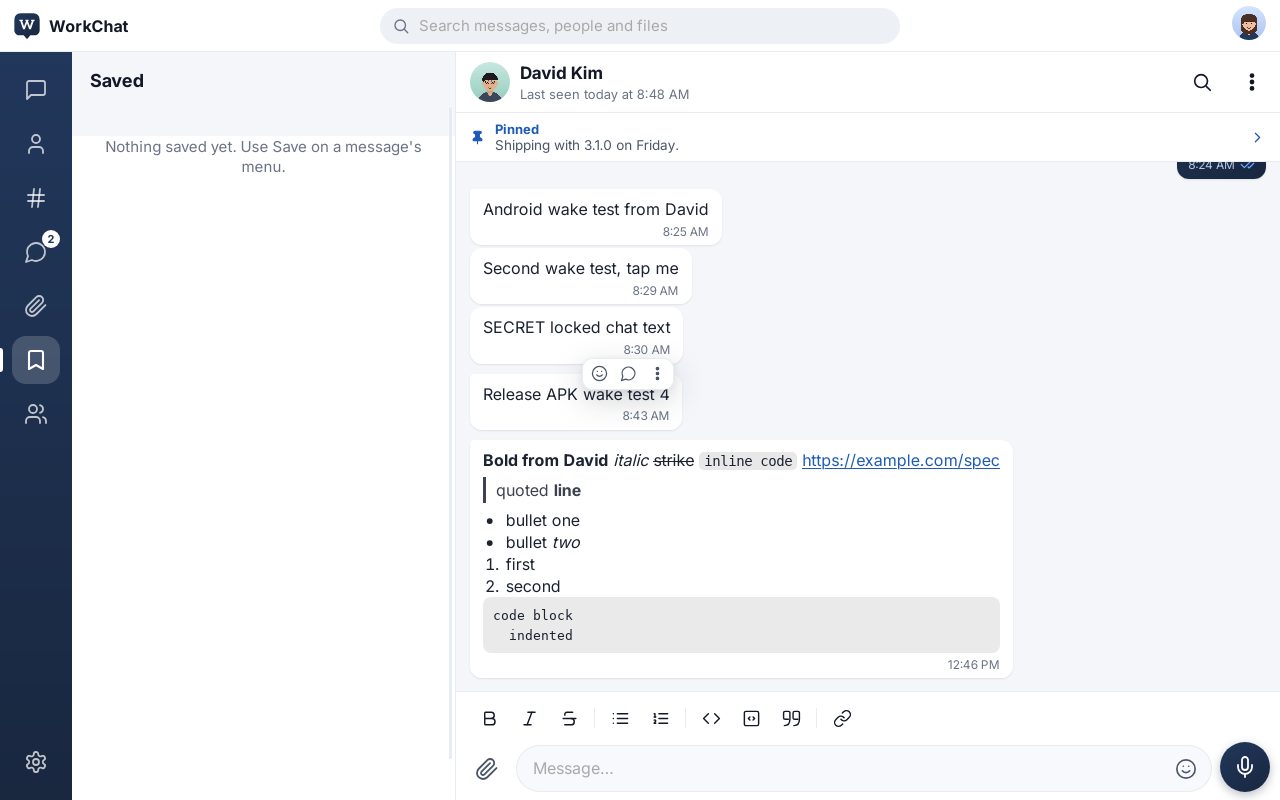 W WorkChat
Search messages, people and files
Saved
Nothing saved yet. Use Save on a message's
menu.
2
David Kim
Last seen today at 8:48 AM
Pinned
Shipping with 3.1.0 on Friday.
8:24 AM
Android wake test from David
8:25 AM
Second wake test, tap me
8:29 AM
SECRET locked chat text
8:30 AM
Release APK wake test 4
8:43 AM
Bold from David italic strike inline code https://example.com/spec
quoted line
• bullet one
• bullet two
1. first
2. second
code block
  indented
12:46 PM
Message...